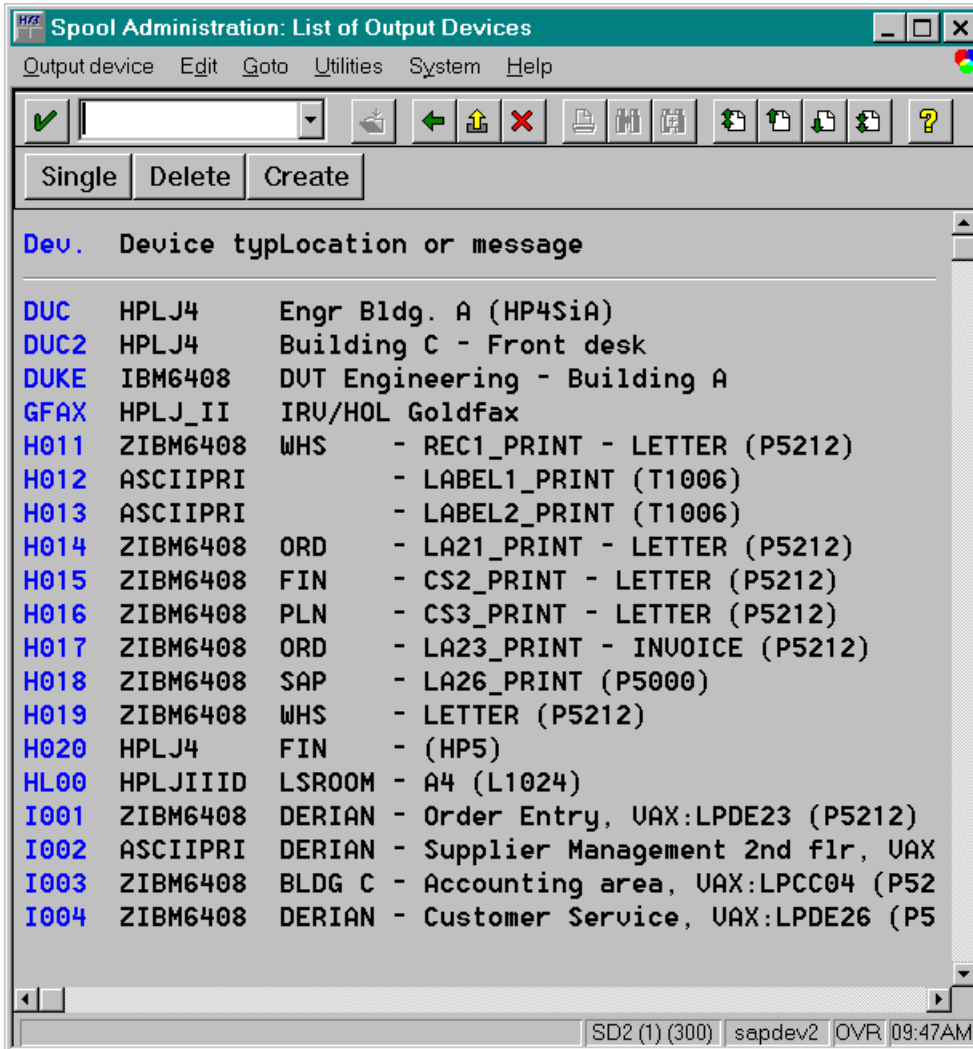 Spool Administration: List of Output Devices
Output device Edit Goto Utilities System Help
Single Delete Create
Dev. Device typLocation or message
DUC HPLJ4 Engr Bldg. A (HP4SiA)
DUC2 HPLJ4 Building C - Front desk
DUKE IBM6408 DVT Engineering - Building A
GFAX HPLJ_II IRV/HOL Goldfax
H011 ZIBM6408 WHS - REC1_PRINT - LETTER (P5212)
H012 ASCIIPRI - LABEL1_PRINT (T1006)
H013 ASCIIPRI - LABEL2_PRINT (T1006)
H014 ZIBM6408 ORD - LA21_PRINT - LETTER (P5212)
H015 ZIBM6408 FIN - CS2_PRINT - LETTER (P5212)
H016 ZIBM6408 PLN - CS3_PRINT - LETTER (P5212)
H017 ZIBM6408 ORD - LA23_PRINT - INVOICE (P5212)
H018 ZIBM6408 SAP - LA26_PRINT (P5000)
H019 ZIBM6408 WHS - LETTER (P5212)
H020 HPLJ4 FIN - (HP5)
HL00 HPLJIIID LSROOM - A4 (L1024)
I001 ZIBM6408 DERIAN - Order Entry, VAX:LPDE23 (P5212)
I002 ASCIIPRI DERIAN - Supplier Management 2nd flr, VAX
I003 ZIBM6408 BLDG C - Accounting area, VAX:LPCC04 (P52
I004 ZIBM6408 DERIAN - Customer Service, VAX:LPDE26 (P5
SD2 (1) (300) sapdev2 OVR 09:47AM